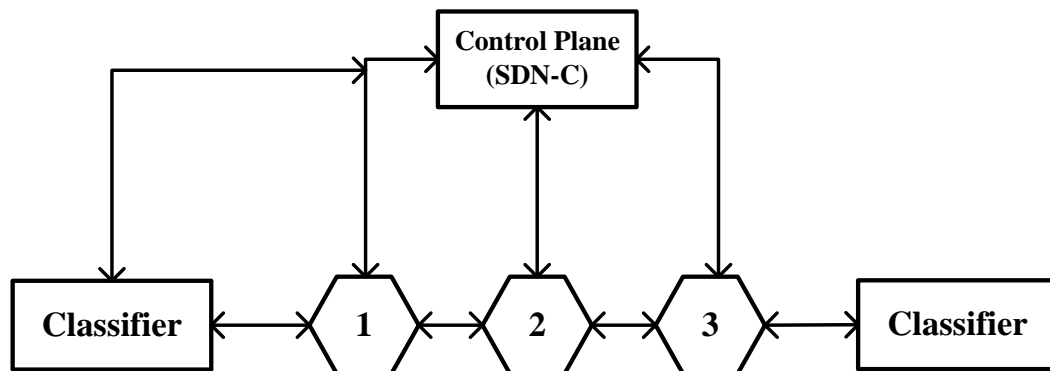 Control Plane
(SDN-C)
Classifier
1
2
3
Classifier